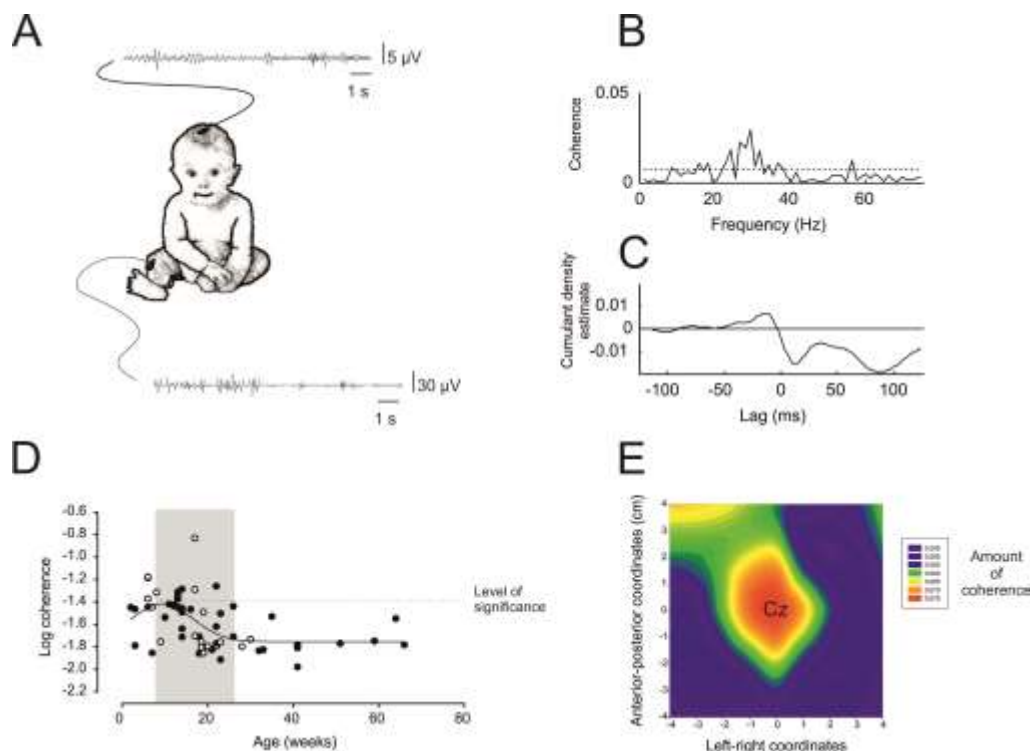 A
5 µV
1 s
30 µV
1 s
B
Coherence
0.05
0
0 20 40 60
Frequency (Hz)
C
Cumulant density
estimate
0.01
0
-0.01
-100 -50 0 50 100
Lag (ms)
D
Log coherence
-0.6
-0.8
-1.0
-1.2
-1.4
-1.6
-1.8
-2.0
-2.2
0 20 40 60 80
Age (weeks)
Level of
significance
E
Anterior-posterior coordinates (cm)
4
3
2
1
0
-1
-2
-3
-4
Cz
-4 -3 -2 -1 0 1 2 3 4
Left-right coordinates
Amount
of
coherence